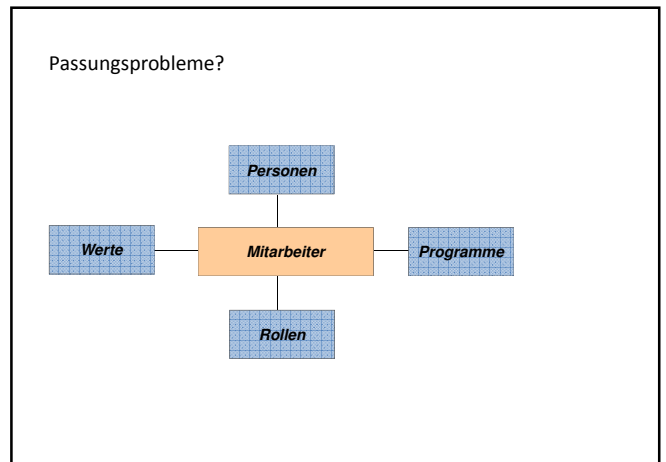 Passungsprobleme?
Personen
Werte
Mitarbeiter
Programme
Rollen